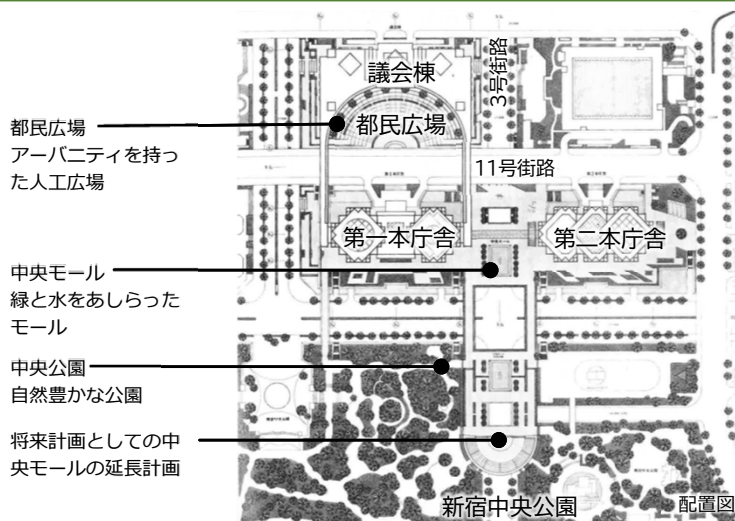 議会棟
3号街路
都民広場
都民広場
アーバニティを持っ
た人工広場
11号街路
第一本庁舎
第二本庁舎
中央モール
緑と水をあしらった
モール
中央公園
自然豊かな公園
将来計画としての中
央モールの延長計画
新宿中央公園
配置図